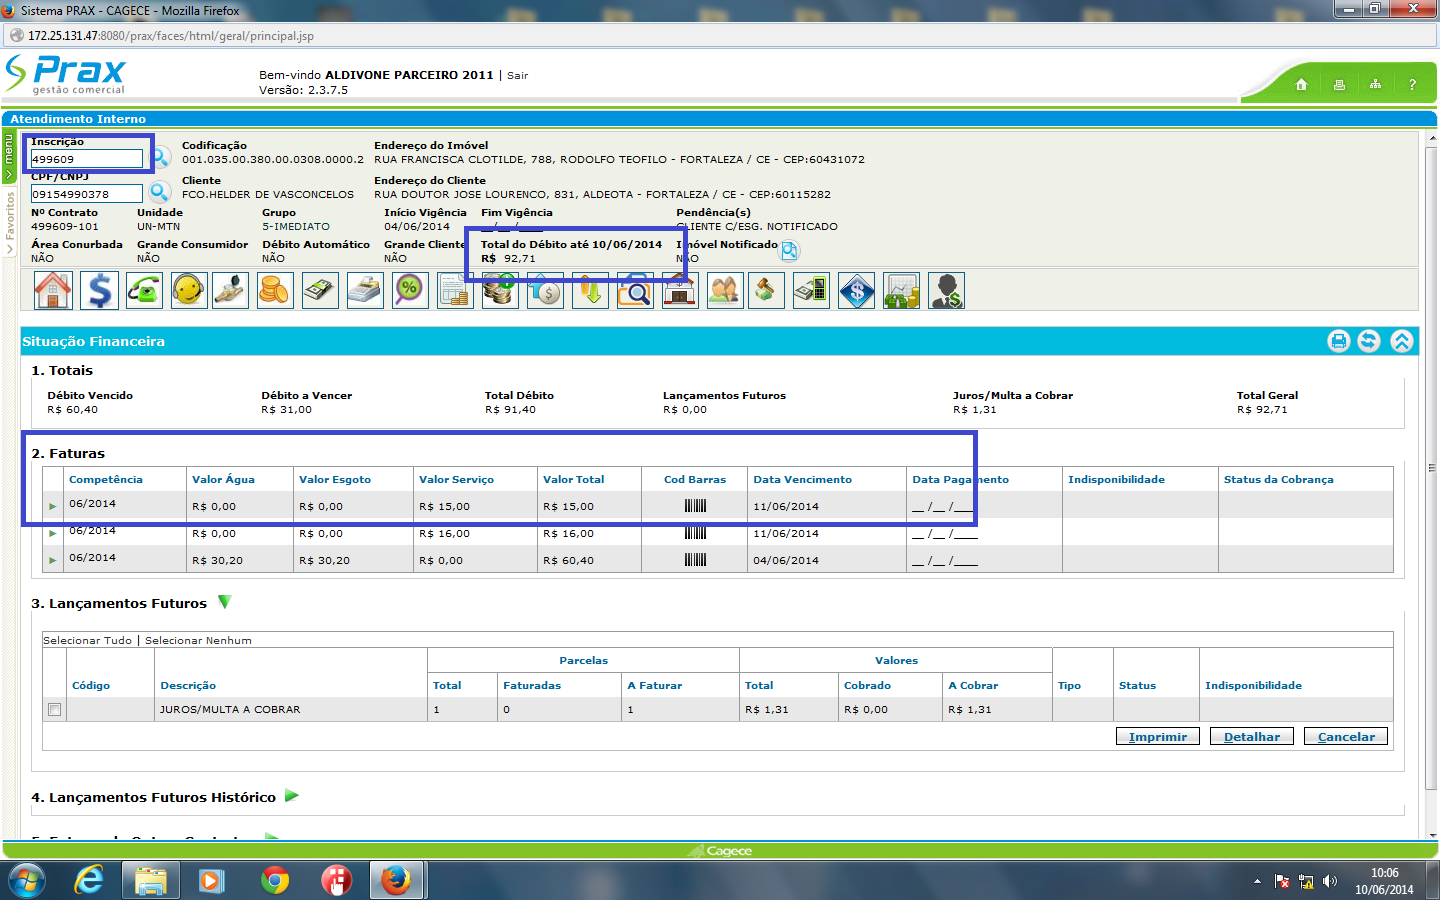 Sistema PRAX - CAGECE - Mozilla Firefox
172.25.131.47:8080/prax/faces/html/geral/principal.jsp
Prax
gestão comercial
Bem-vindo ALDIVONE PARCEIRO 2011 | Sair
Versão: 2.3.7.5
?
Atendimento Interno
menu
Favoritos
Inscrição Codificação Endereço do Imóvel
499609 001.035.00.380.00.0308.0000.2 RUA FRANCISCA CLOTILDE, 788, RODOLFO TEOFILO - FORTALEZA / CE - CEP:60431072
CPF/CNPJ Cliente Endereço do Cliente
09154990378 FCO.HELDER DE VASCONCELOS RUA DOUTOR JOSE LOURENCO, 831, ALDEOTA - FORTALEZA / CE - CEP:60115282
Nº Contrato Unidade Grupo Início Vigência Fim Vigência Pendência(s)
499609-101 UN-MTN 5-IMEDIATO 04/06/2014 __/__/____ CLIENTE C/ESG. NOTIFICADO
Área Conurbada Grande Consumidor Débito Automático Grande Cliente Total do Débito até 10/06/2014 Imóvel Notificado
NÃO NÃO NÃO NÃO R$ 92,71 NÃO
Situação Financeira
1. Totais
Débito Vencido Débito a Vencer Total Débito Lançamentos Futuros Juros/Multa a Cobrar Total Geral
R$ 60,40 R$ 31,00 R$ 91,40 R$ 0,00 R$ 1,31 R$ 92,71
2. Faturas
Competência Valor Água Valor Esgoto Valor Serviço Valor Total Cod Barras Data Vencimento Data Pagamento Indisponibilidade Status da Cobrança
06/2014 R$ 0,00 R$ 0,00 R$ 15,00 R$ 15,00 11/06/2014 __ /__ /____
06/2014 R$ 0,00 R$ 0,00 R$ 16,00 R$ 16,00 11/06/2014 __ /__ /____
06/2014 R$ 30,20 R$ 30,20 R$ 0,00 R$ 60,40 04/06/2014 __ /__ /____
3. Lançamentos Futuros
Selecionar Tudo | Selecionar Nenhum
Parcelas Valores
Código Descrição Total Faturadas A Faturar Total Cobrado A Cobrar Tipo Status Indisponibilidade
JUROS/MULTA A COBRAR 1 0 1 R$ 1,31 R$ 0,00 R$ 1,31
Imprimir Detalhar Cancelar
4. Lançamentos Futuros Histórico
Cagece
10:06
10/06/2014